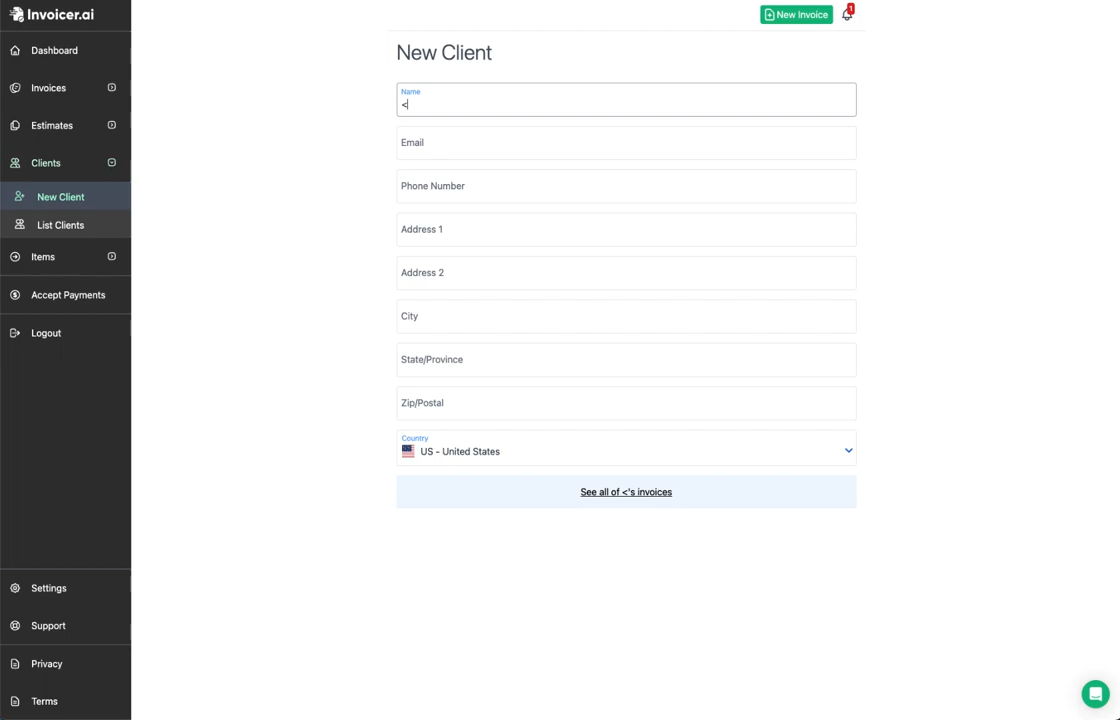 Invoicer.ai
Dashboard
Invoices
Estimates
Clients
New Client
List Clients
Items
Accept Payments
Logout
Settings
Support
Privacy
Terms
New Invoice
1
New Client
Name
<
Email
Phone Number
Address 1
Address 2
City
State/Province
Zip/Postal
Country
US - United States
See all of <'s invoices